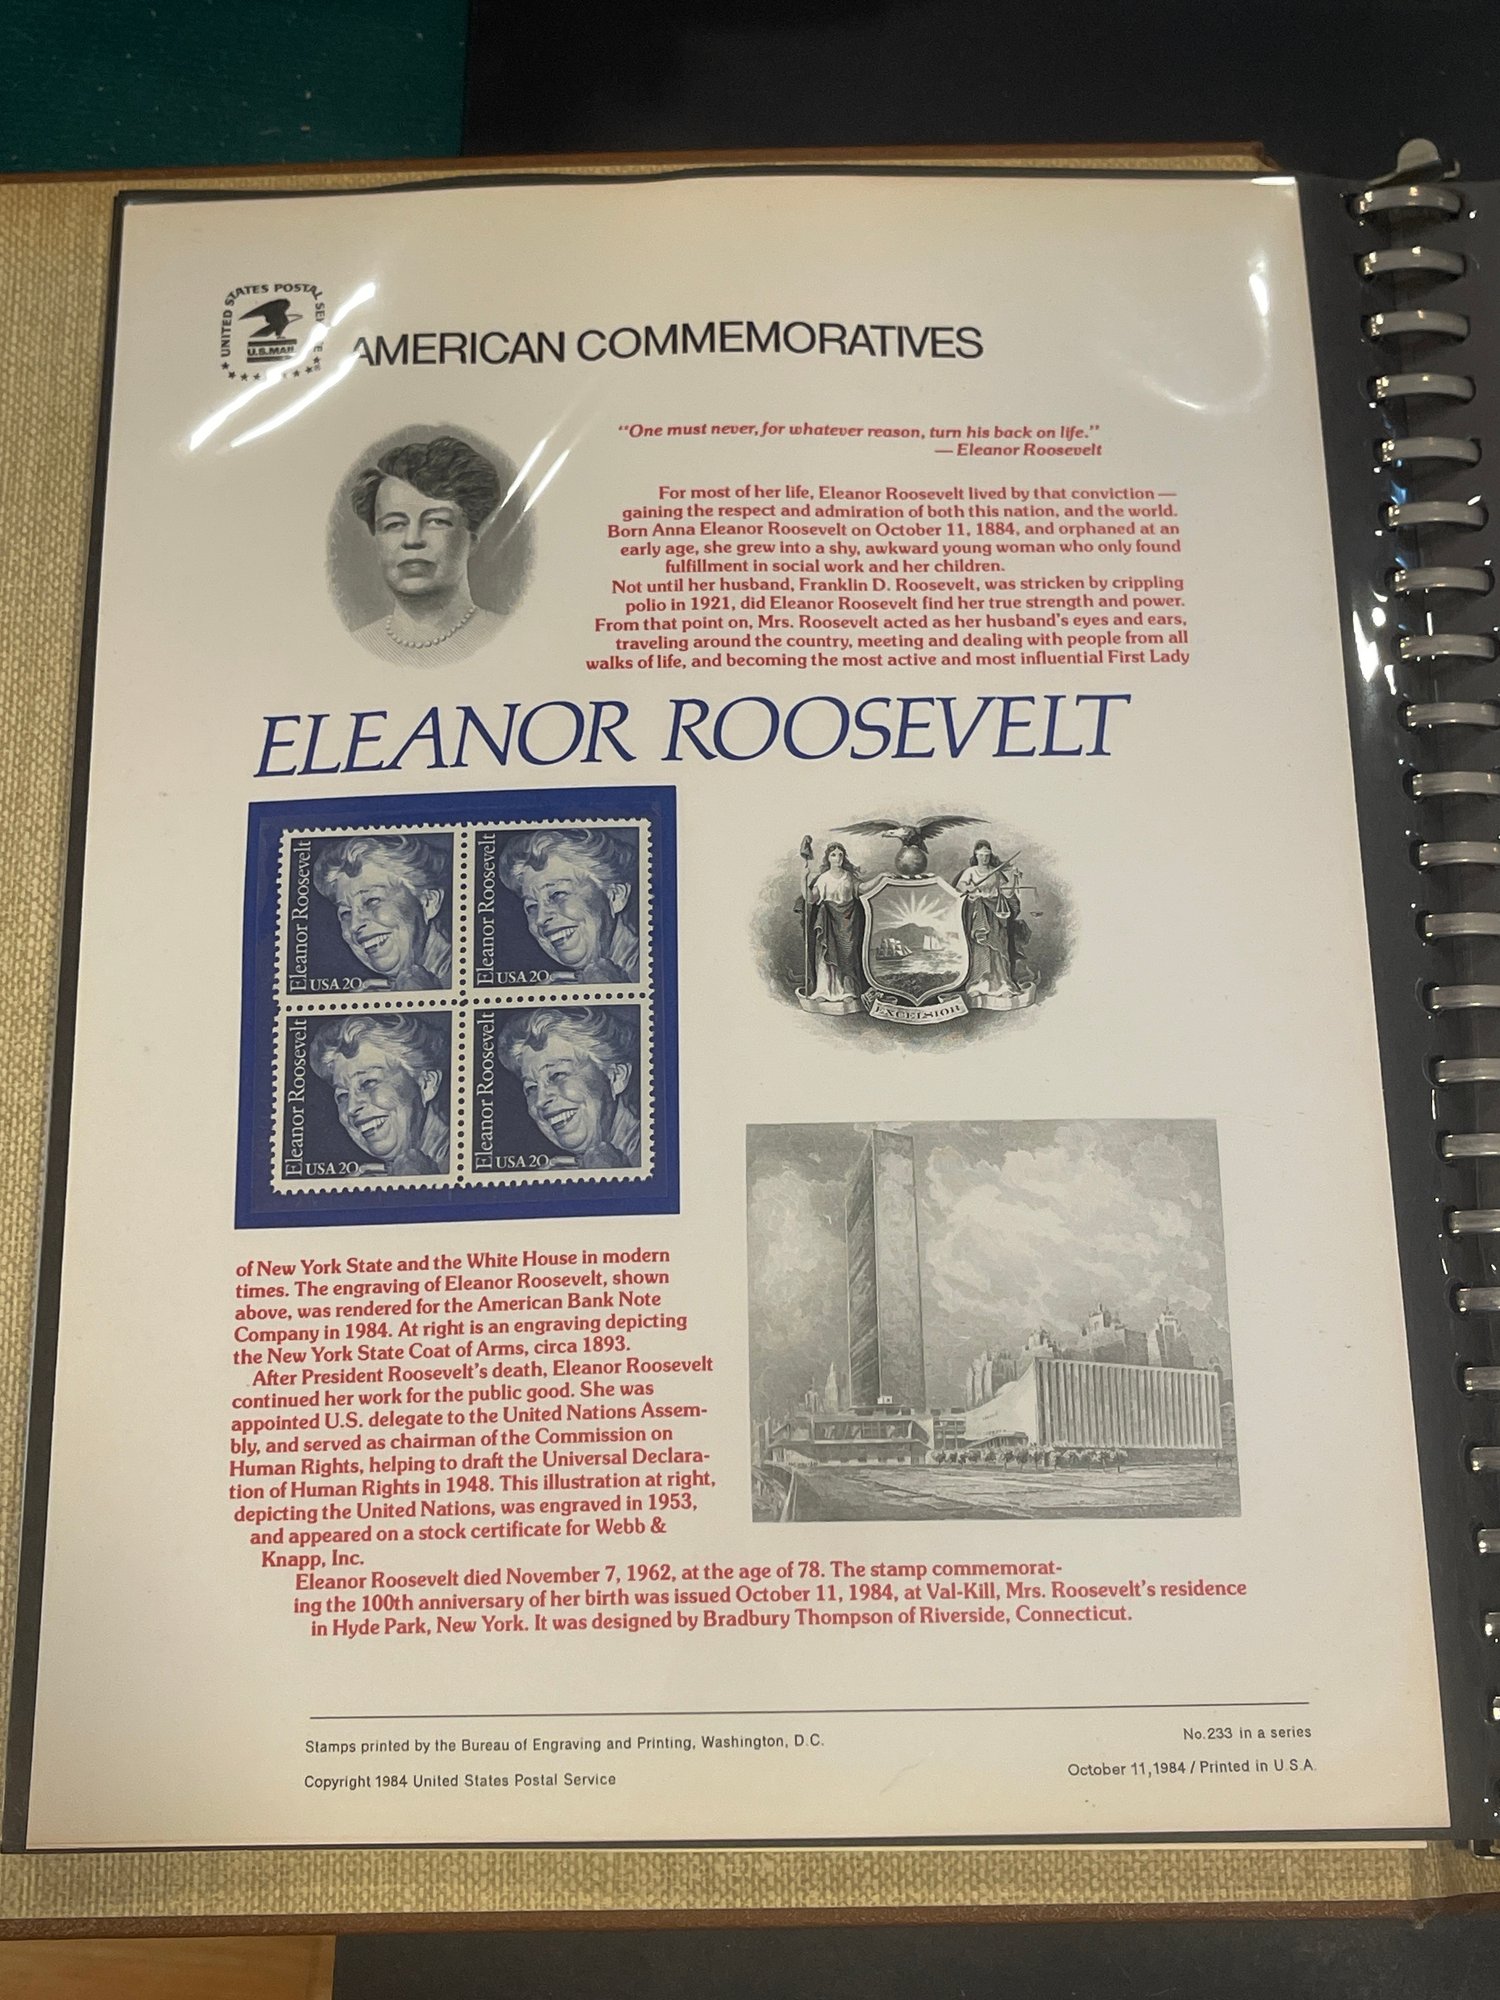 UNITED STATES POSTAL SERVICE
U.S.MAIL
AMERICAN COMMEMORATIVES
“One must never, for whatever reason, turn his back on life.”
— Eleanor Roosevelt
For most of her life, Eleanor Roosevelt lived by that conviction —
gaining the respect and admiration of both this nation, and the world.
Born Anna Eleanor Roosevelt on October 11, 1884, and orphaned at an
early age, she grew into a shy, awkward young woman who only found
fulfillment in social work and her children.
Not until her husband, Franklin D. Roosevelt, was stricken by crippling
polio in 1921, did Eleanor Roosevelt find her true strength and power.
From that point on, Mrs. Roosevelt acted as her husband’s eyes and ears,
traveling around the country, meeting and dealing with people from all
walks of life, and becoming the most active and most influential First Lady
ELEANOR ROOSEVELT
Eleanor Roosevelt
USA 20c
Eleanor Roosevelt
USA 20c
Eleanor Roosevelt
USA 20c
Eleanor Roosevelt
USA 20c
EXCELSIOR
of New York State and the White House in modern
times. The engraving of Eleanor Roosevelt, shown
above, was rendered for the American Bank Note
Company in 1984. At right is an engraving depicting
the New York State Coat of Arms, circa 1893.
After President Roosevelt’s death, Eleanor Roosevelt
continued her work for the public good. She was
appointed U.S. delegate to the United Nations Assem-
bly, and served as chairman of the Commission on
Human Rights, helping to draft the Universal Declara-
tion of Human Rights in 1948. This illustration at right,
depicting the United Nations, was engraved in 1953,
and appeared on a stock certificate for Webb &
Knapp, Inc.
Eleanor Roosevelt died November 7, 1962, at the age of 78. The stamp commemorat-
ing the 100th anniversary of her birth was issued October 11, 1984, at Val-Kill, Mrs. Roosevelt’s residence
in Hyde Park, New York. It was designed by Bradbury Thompson of Riverside, Connecticut.
Stamps printed by the Bureau of Engraving and Printing, Washington, D.C.
No. 233 in a series
Copyright 1984 United States Postal Service
October 11, 1984 / Printed in U.S.A.